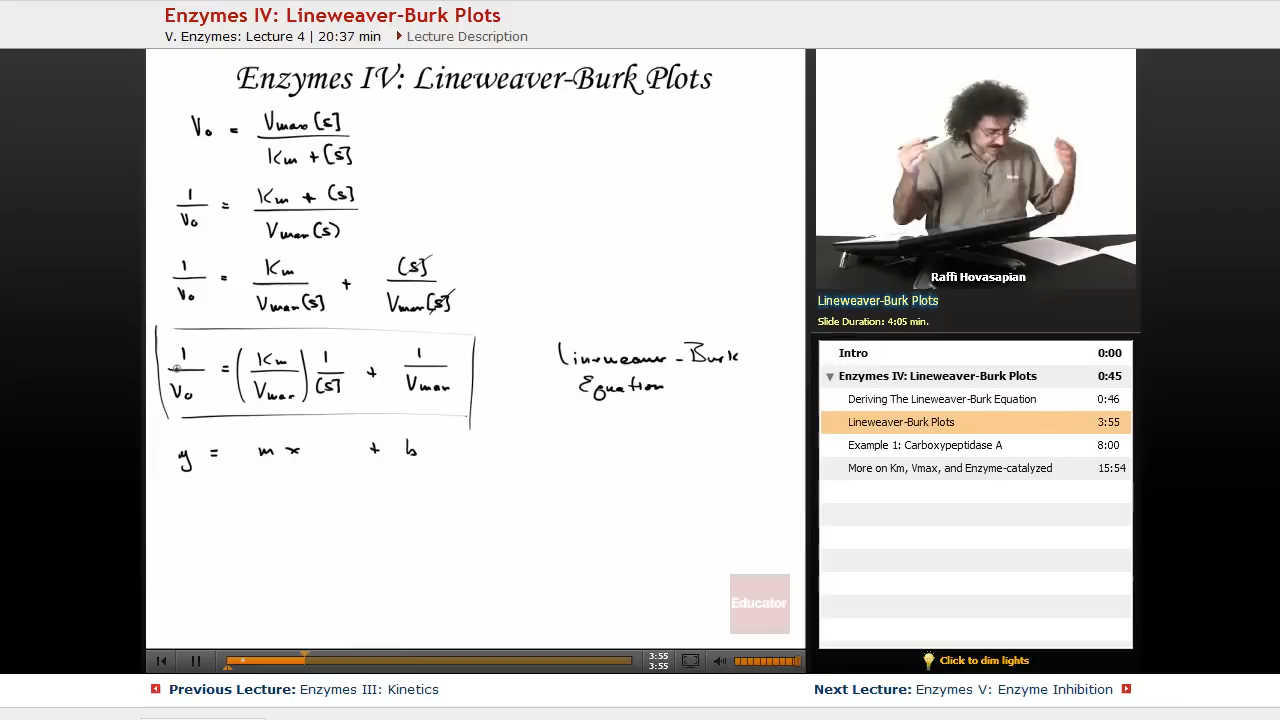 Enzymes IV: Lineweaver-Burk Plots
V. Enzymes: Lecture 4 | 20:37 min
Lecture Description
Enzymes IV: Lineweaver-Burk Plots
V₀ = Vmax[S] / Km + [S]
1 / V₀ = Km + [S] / Vmax[S]
1 / V₀ = Km / Vmax[S] + [S] / Vmax[S]
1 / V₀ = (Km / Vmax) 1 / [S] + 1 / Vmax
Lineweaver-Burk
Equation
y = mx + b
Educator
3:55
3:55
Raffi Hovasapian
Lineweaver-Burk Plots
Slide Duration: 4:05 min.
Intro 0:00
Enzymes IV: Lineweaver-Burk Plots 0:45
Deriving The Lineweaver-Burk Equation 0:46
Lineweaver-Burk Plots 3:55
Example 1: Carboxypeptidase A 8:00
More on Km, Vmax, and Enzyme-catalyzed 15:54
Click to dim lights
Previous Lecture: Enzymes III: Kinetics
Next Lecture: Enzymes V: Enzyme Inhibition